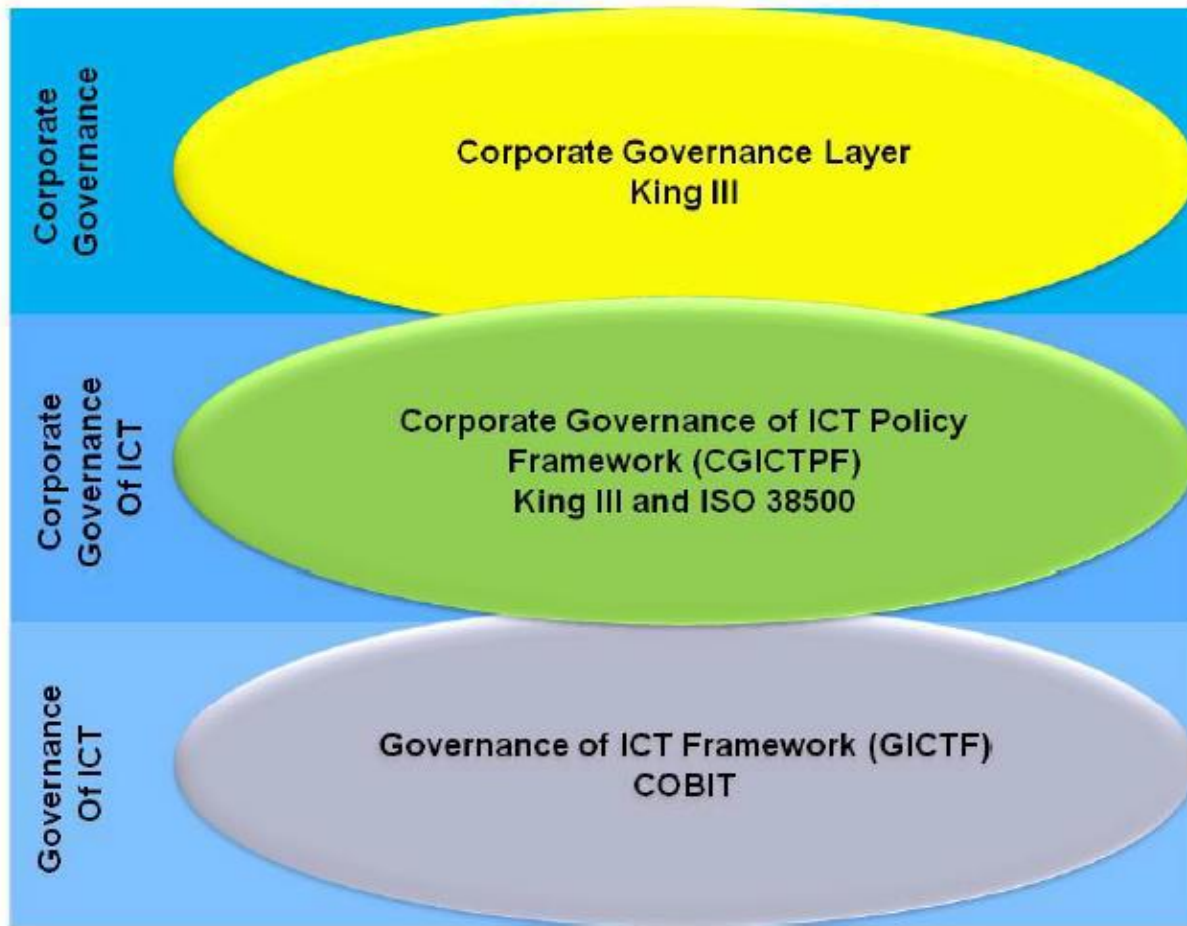 Corporate
Governance
Corporate Governance Layer
King III
Corporate
Governance
Of ICT
Corporate Governance of ICT Policy
Framework (CGICTPF)
King III and ISO 38500
Governance
Of ICT
Governance of ICT Framework (GICTF)
COBIT